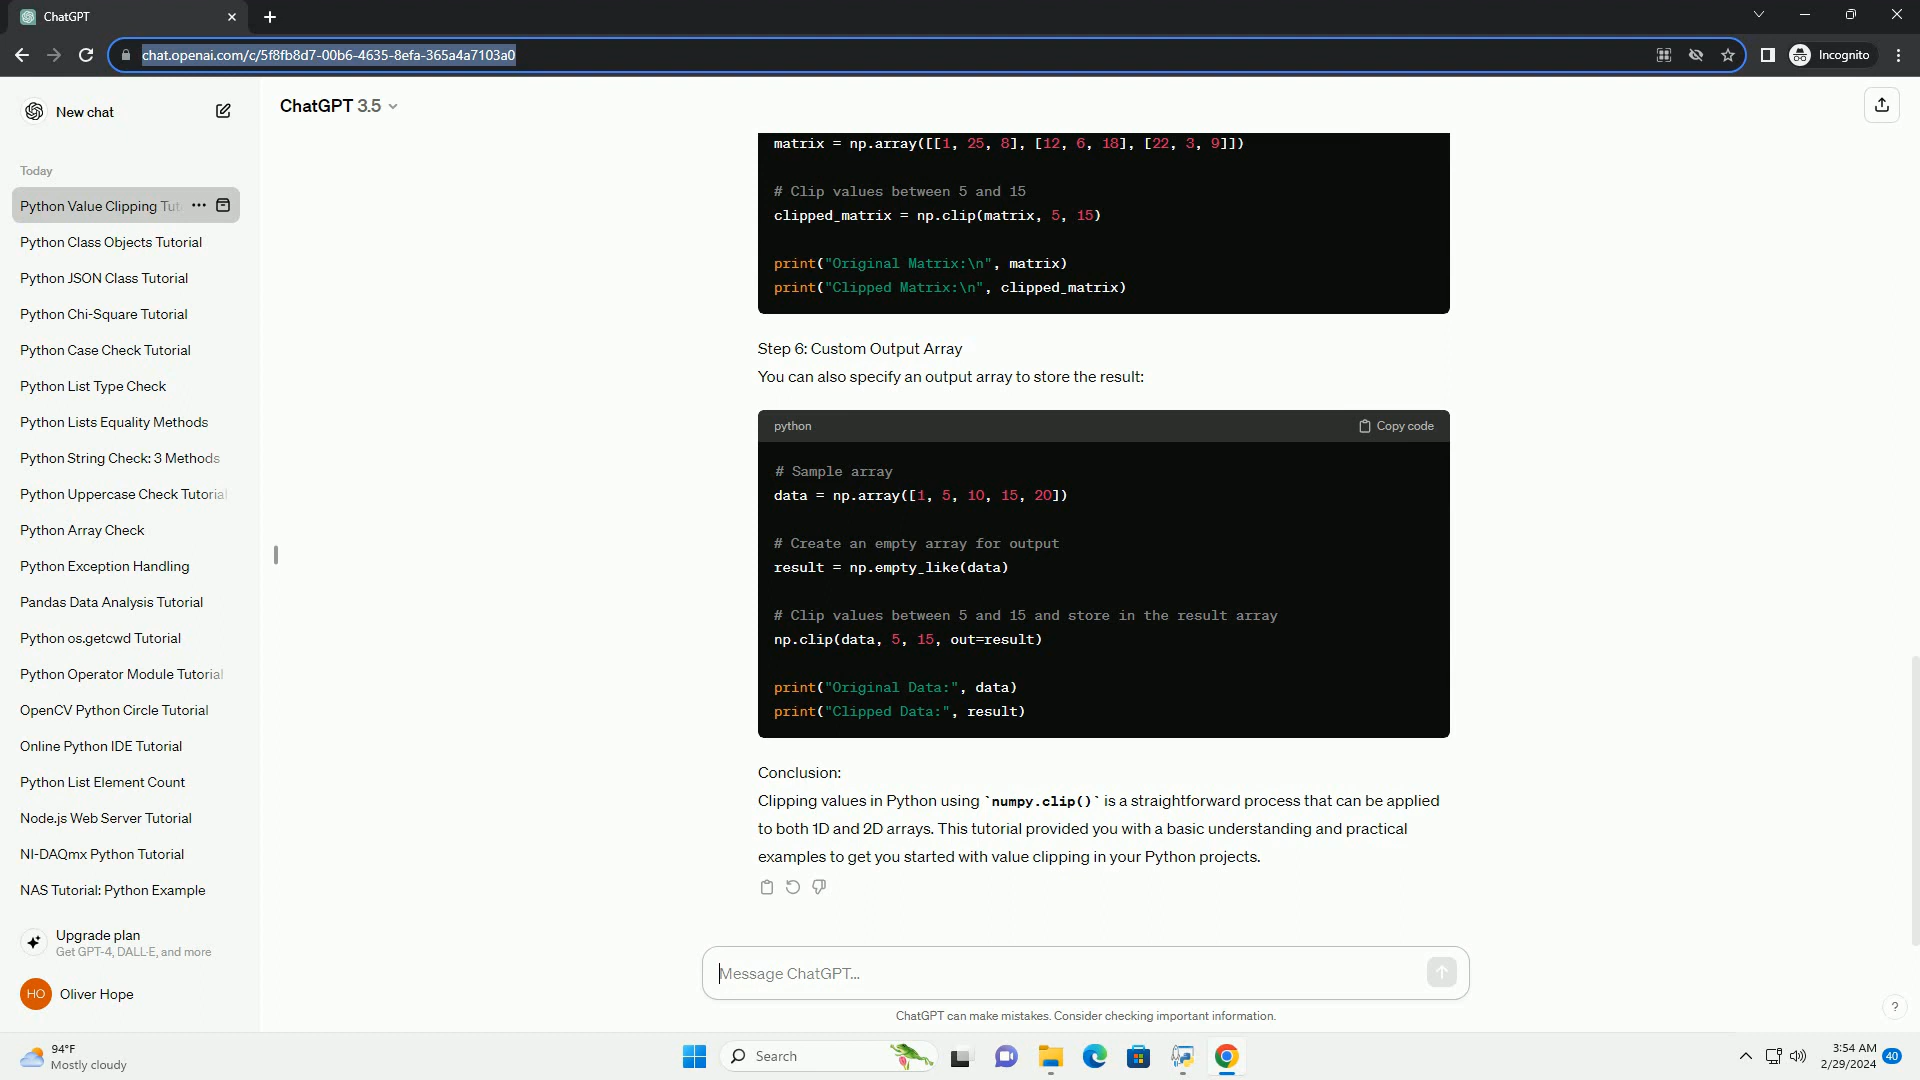 ChatGPT
chat.openai.com/c/5f8fb8d7-00b6-4635-8efa-365a4a7103a0
Incognito
New chat
Today
Python Value Clipping Tut
Python Class Objects Tutorial
Python JSON Class Tutorial
Python Chi-Square Tutorial
Python Case Check Tutorial
Python List Type Check
Python Lists Equality Methods
Python String Check: 3 Methods
Python Uppercase Check Tutorial
Python Array Check
Python Exception Handling
Pandas Data Analysis Tutorial
Python os.getcwd Tutorial
Python Operator Module Tutorial
OpenCV Python Circle Tutorial
Online Python IDE Tutorial
Python List Element Count
Node.js Web Server Tutorial
NI-DAQmx Python Tutorial
NAS Tutorial: Python Example
Upgrade plan
Get GPT-4, DALL·E, and more
HO Oliver Hope
ChatGPT 3.5
matrix = np.array([[1, 25, 8], [12, 6, 18], [22, 3, 9]])
# Clip values between 5 and 15
clipped_matrix = np.clip(matrix, 5, 15)
print("Original Matrix:\n", matrix)
print("Clipped Matrix:\n", clipped_matrix)
Step 6: Custom Output Array
You can also specify an output array to store the result:
python Copy code
# Sample array
data = np.array([1, 5, 10, 15, 20])
# Create an empty array for output
result = np.empty_like(data)
# Clip values between 5 and 15 and store in the result array
np.clip(data, 5, 15, out=result)
print("Original Data:", data)
print("Clipped Data:", result)
Conclusion:
Clipping values in Python using `numpy.clip()` is a straightforward process that can be applied
to both 1D and 2D arrays. This tutorial provided you with a basic understanding and practical
examples to get you started with value clipping in your Python projects.
Message ChatGPT...
ChatGPT can make mistakes. Consider checking important information.
?
94°F
Mostly cloudy
Search
3:54 AM
2/29/2024
40